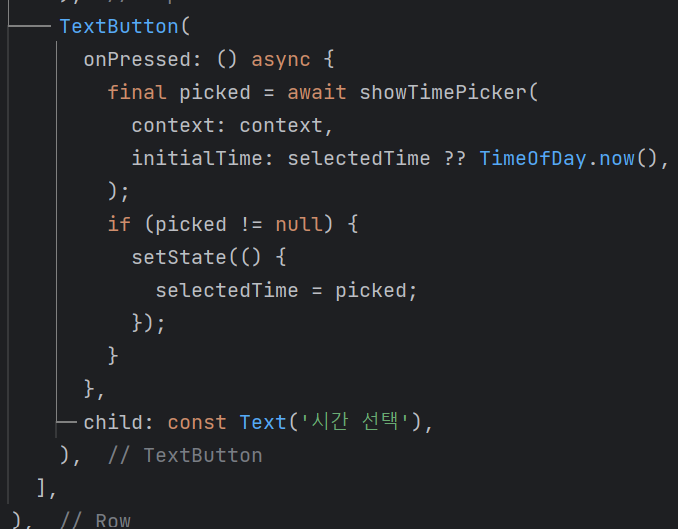 TextButton(
onPressed: () async {
final picked = await showTimePicker(
context: context,
initialTime: selectedTime ?? TimeOfDay.now(),
);
if (picked != null) {
setState(() {
selectedTime = picked;
});
}
},
child: const Text('시간 선택'),
), // TextButton
],
), // Row